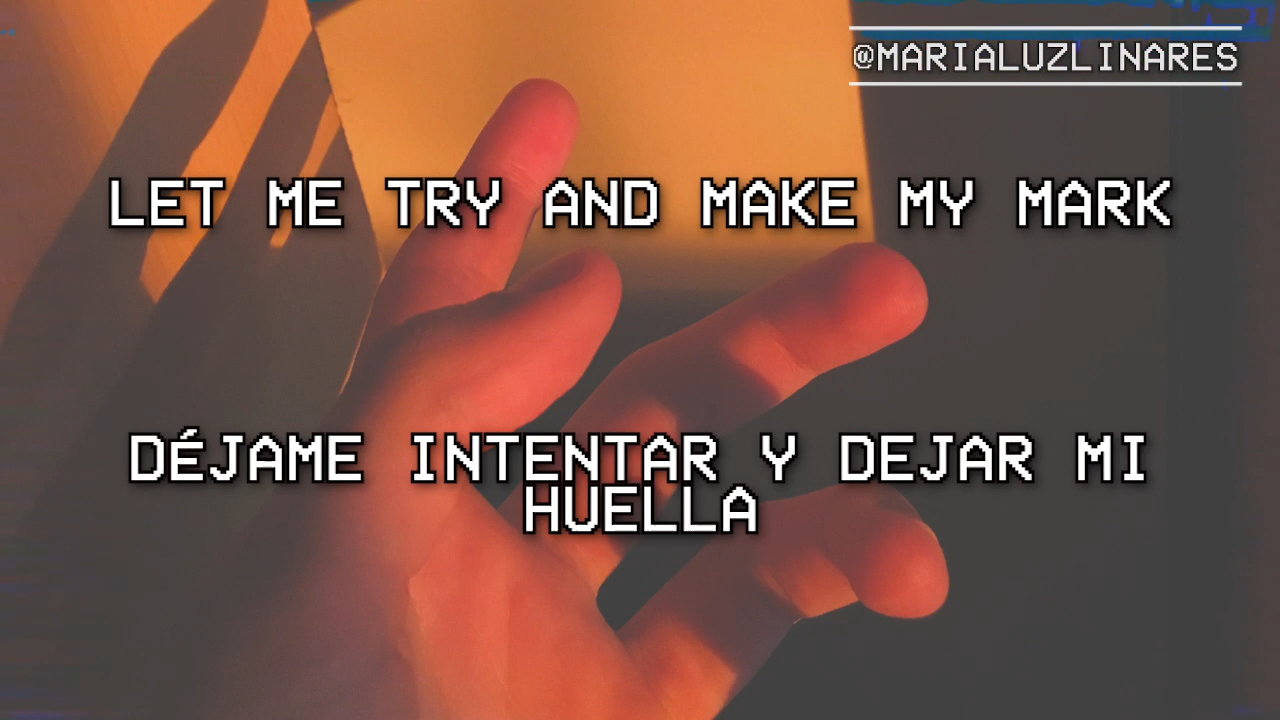 @MARIALUZLINARES
LET ME TRY AND MAKE MY MARK
DÉJAME INTENTAR Y DEJAR MI
HUELLA